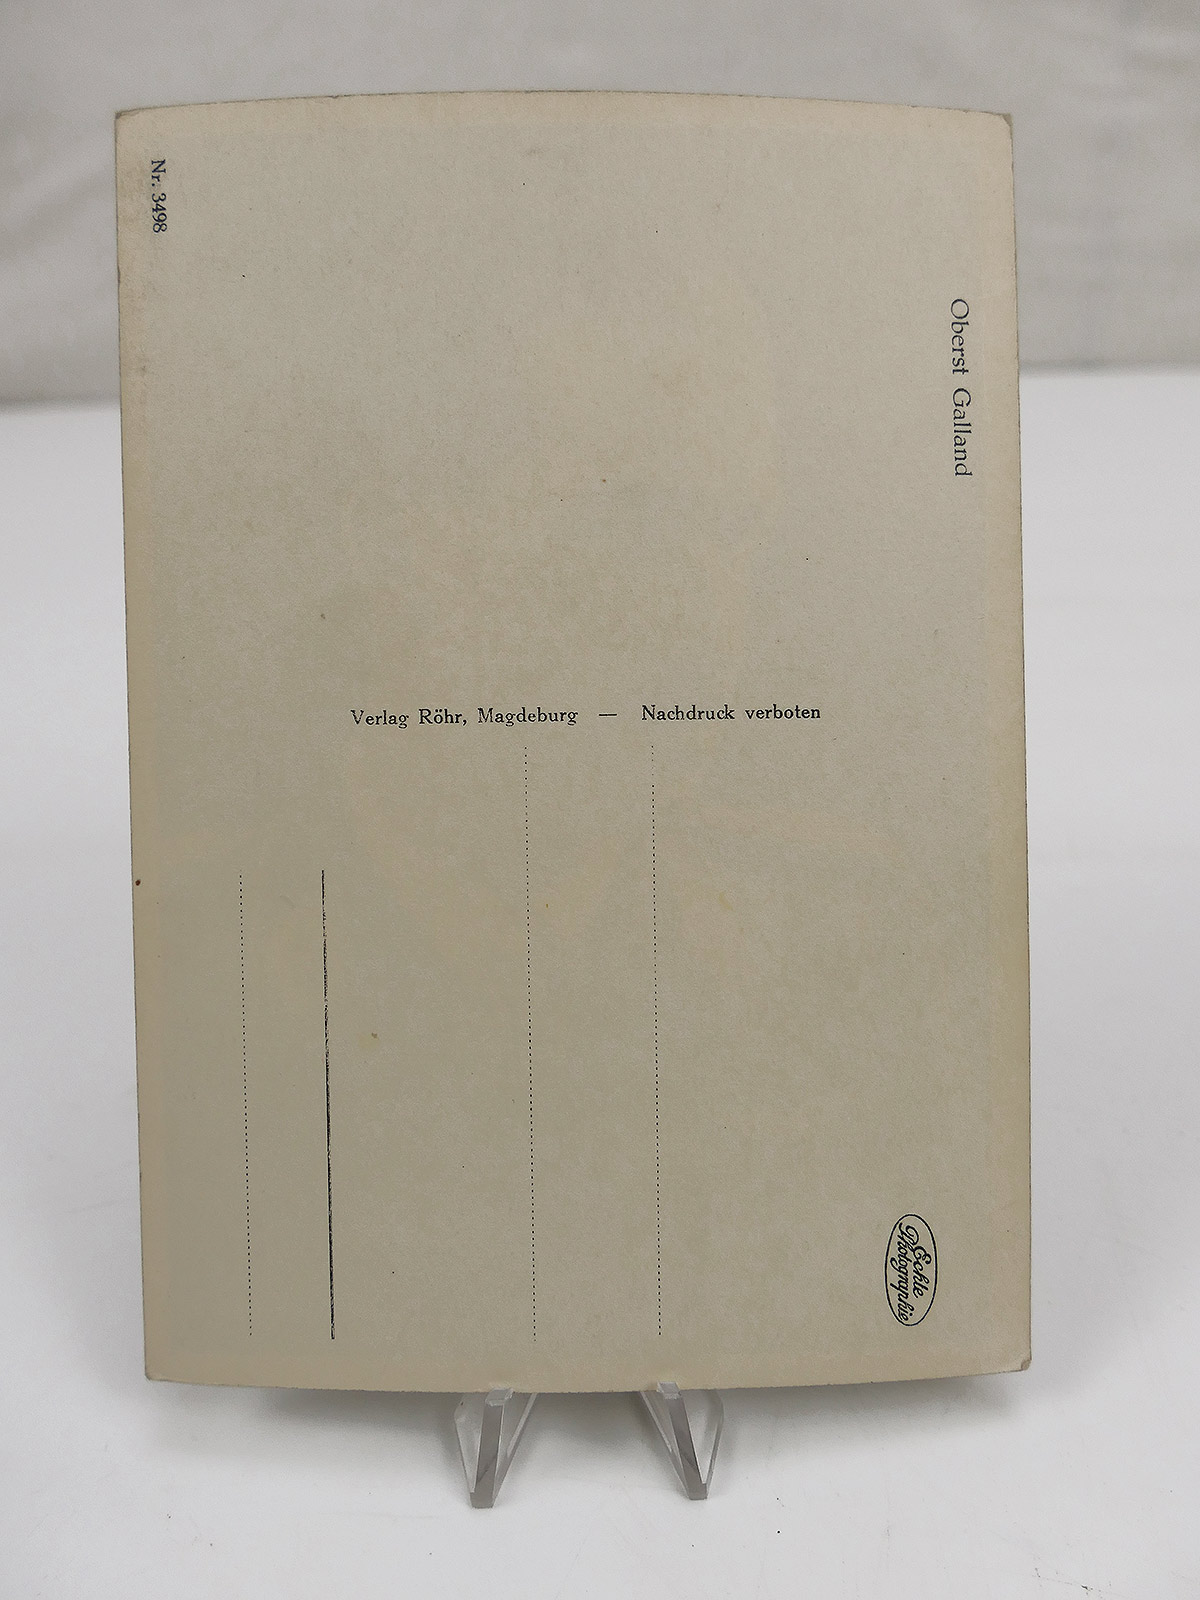 Nr. 3498
Oberst Galland
Verlag Röhr, Magdeburg — Nachdruck verboten
Echte
Photographie